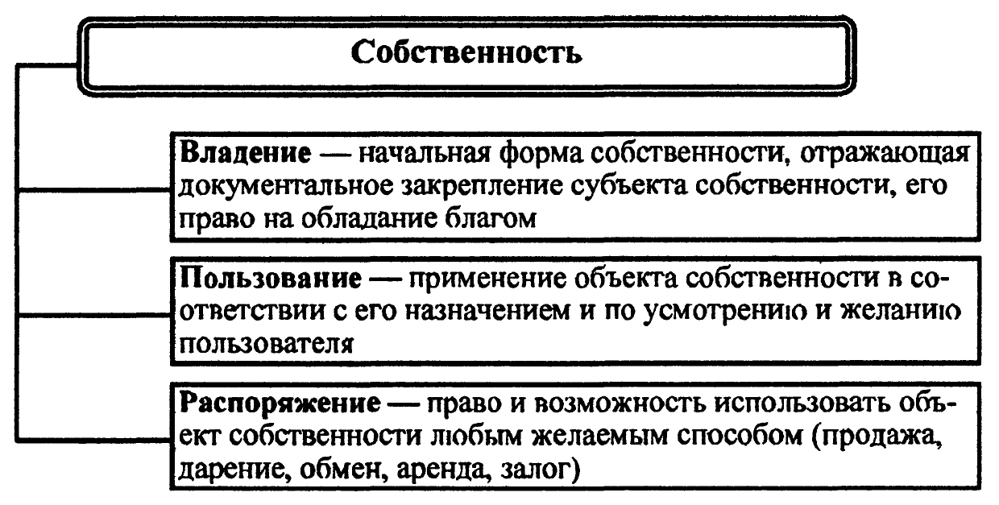 Собственность
Владение — начальная форма собственности, отражающая
документальное закрепление субъекта собственности, его
право на обладание благом
Пользование — применение объекта собственности в со-
ответствии с его назначением и по усмотрению и желанию
пользователя
Распоряжение — право и возможность использовать объ-
ект собственности любым желаемым способом (продажа,
дарение, обмен, аренда, залог)